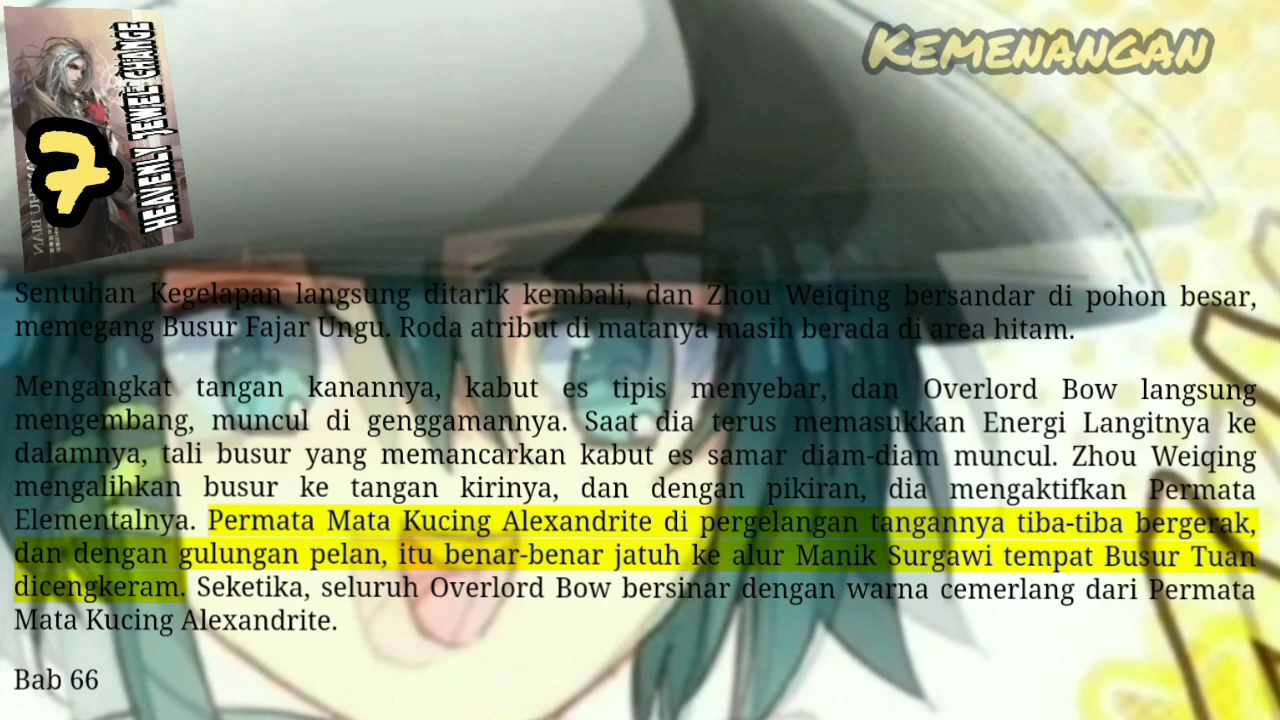 Kemenangan
HEAVENLY JEWEL CHANGE
7
Sentuhan Kegelapan langsung ditarik kembali, dan Zhou Weiqing bersandar di pohon besar,
memegang Busur Fajar Ungu. Roda atribut di matanya masih berada di area hitam.
Mengangkat tangan kanannya, kabut es tipis menyebar, dan Overlord Bow langsung
mengembang, muncul di genggamannya. Saat dia terus memasukkan Energi Langitnya ke
dalamnya, tali busur yang memancarkan kabut es samar diam-diam muncul. Zhou Weiqing
mengalihkan busur ke tangan kirinya, dan dengan pikiran, dia mengaktifkan Permata
Elementalnya. Permata Mata Kucing Alexandrite di pergelangan tangannya tiba-tiba bergerak,
dan dengan gulungan pelan, itu benar-benar jatuh ke alur Manik Surgawi tempat Busur Tuan
dicengkeram. Seketika, seluruh Overlord Bow bersinar dengan warna cemerlang dari Permata
Mata Kucing Alexandrite.
Bab 66